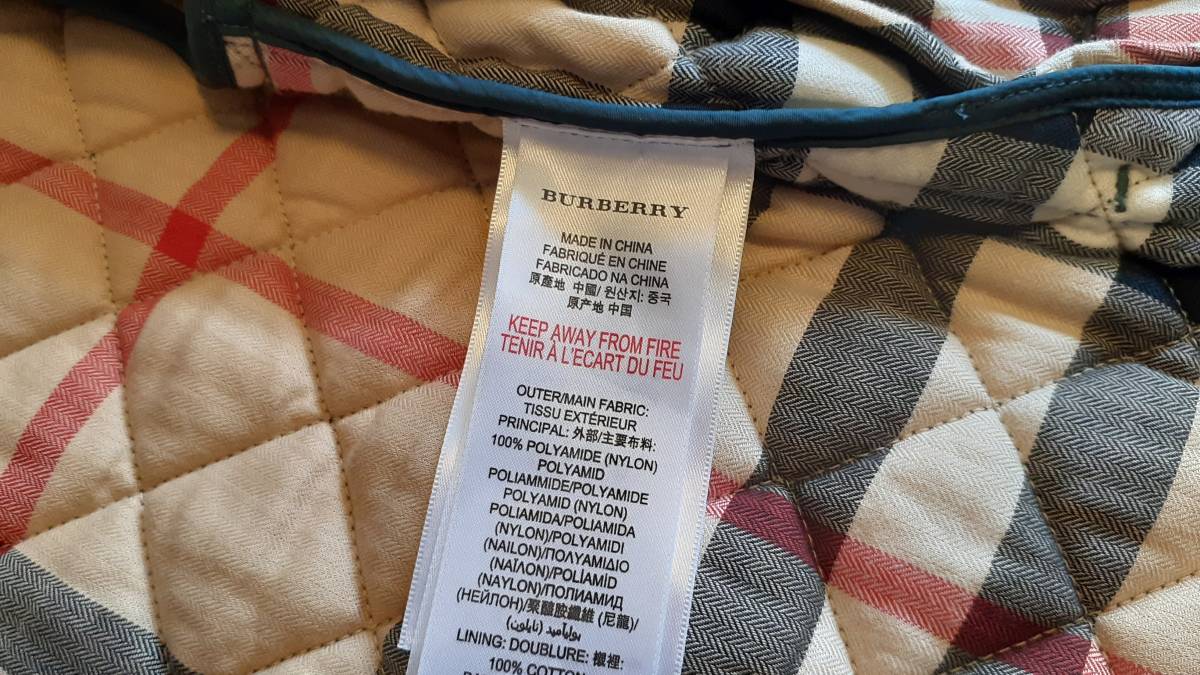 BURBERRY
MADE IN CHINA
FABRIQUÉ EN CHINE
FABRICADO NA CHINA
原產地 中國/ 원산지: 중국
原产地 中国
KEEP AWAY FROM FIRE
TENIR À L'ECART DU FEU
OUTER/MAIN FABRIC:
TISSU EXTÉRIEUR
PRINCIPAL: 外部/主要布料:
100% POLYAMIDE (NYLON)
POLYAMID
POLIAMMIDE/POLYAMIDE
POLYAMID (NYLON)
POLIAMIDA/POLIAMIDA
(NYLON)/POLYAMIDI
(NAILON)/ΠΟΛΥΑΜΙΔΙΟ
(ΝΑΪΛΟΝ)/POLİAMİD
(NAYLON)/ПОЛИАМИД
(НЕЙЛОН)/聚醯胺纖維 (尼龍)/
(نايلون)
LINING: DOUBLURE: 襯裡:
100% COTTON